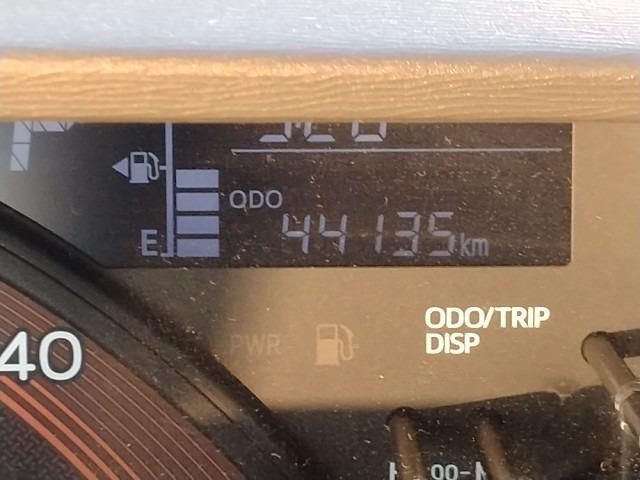 P
ODO
44135km
E
40
PWR
ODO/TRIP
DISP